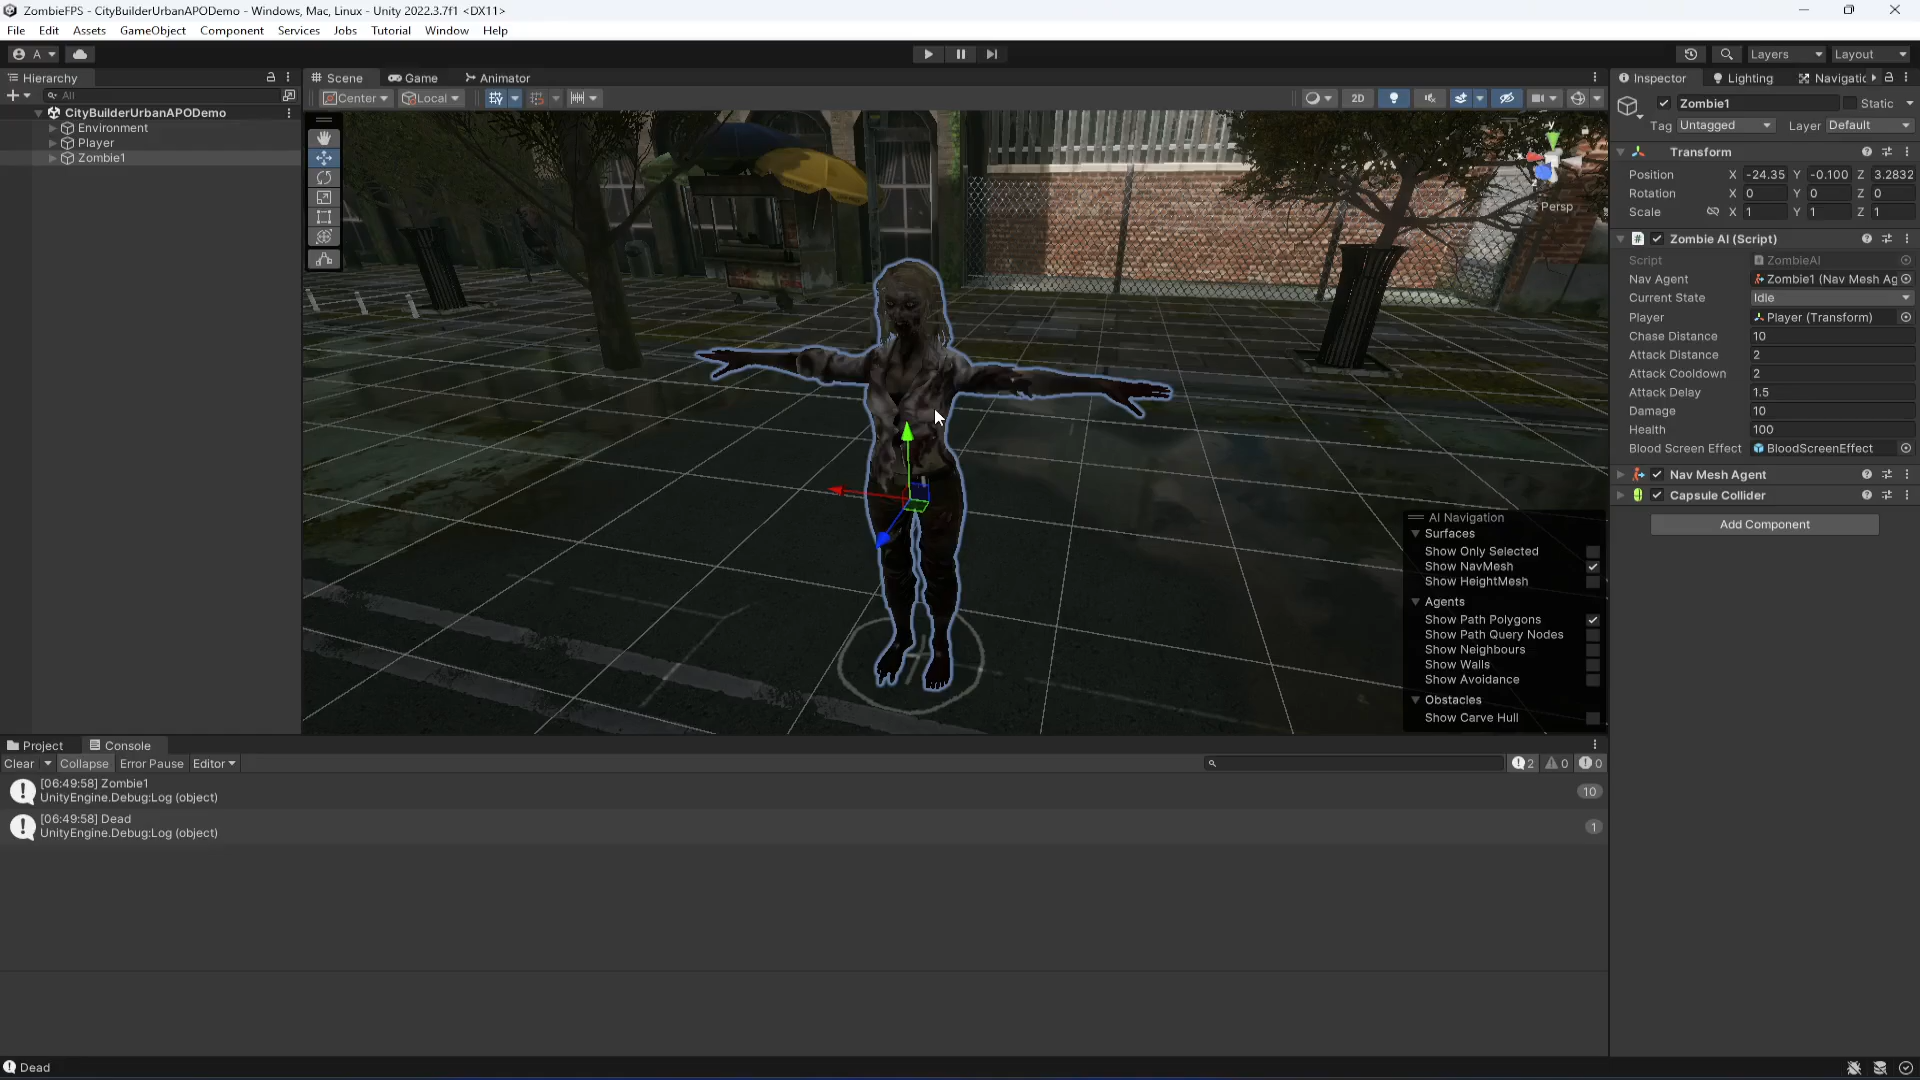 ZombieFPS - CityBuilderUrbanAPODemo - Windows, Mac, Linux - Unity 2022.3.7f1 <DX11>
File Edit Assets GameObject Component Services Jobs Tutorial Window Help
A Layers Layout
Hierarchy
All
CityBuilderUrbanAPODemo
Environment
Player
Zombie1
Scene Game Animator
Center Local 2D
y
Persp
AI Navigation
Surfaces
Show Only Selected
Show NavMesh
Show HeightMesh
Agents
Show Path Polygons
Show Path Query Nodes
Show Neighbours
Show Walls
Show Avoidance
Obstacles
Show Carve Hull
Inspector Lighting Navigatic
Zombie1 Static
Tag Untagged Layer Default
Transform
Position X -24.35 Y -0.100 Z 3.2832
Rotation X 0 Y 0 Z 0
Scale X 1 Y 1 Z 1
Zombie AI (Script)
Script ZombieAI
Nav Agent Zombie1 (Nav Mesh Ag
Current State Idle
Player Player (Transform)
Chase Distance 10
Attack Distance 2
Attack Cooldown 2
Attack Delay 1.5
Damage 10
Health 100
Blood Screen Effect BloodScreenEffect
Nav Mesh Agent
Capsule Collider
Add Component
Project Console
Clear Collapse Error Pause Editor 2 0 0
[06:49:58] Zombie1
UnityEngine.Debug:Log (object)
10
[06:49:58] Dead
UnityEngine.Debug:Log (object)
1
Dead